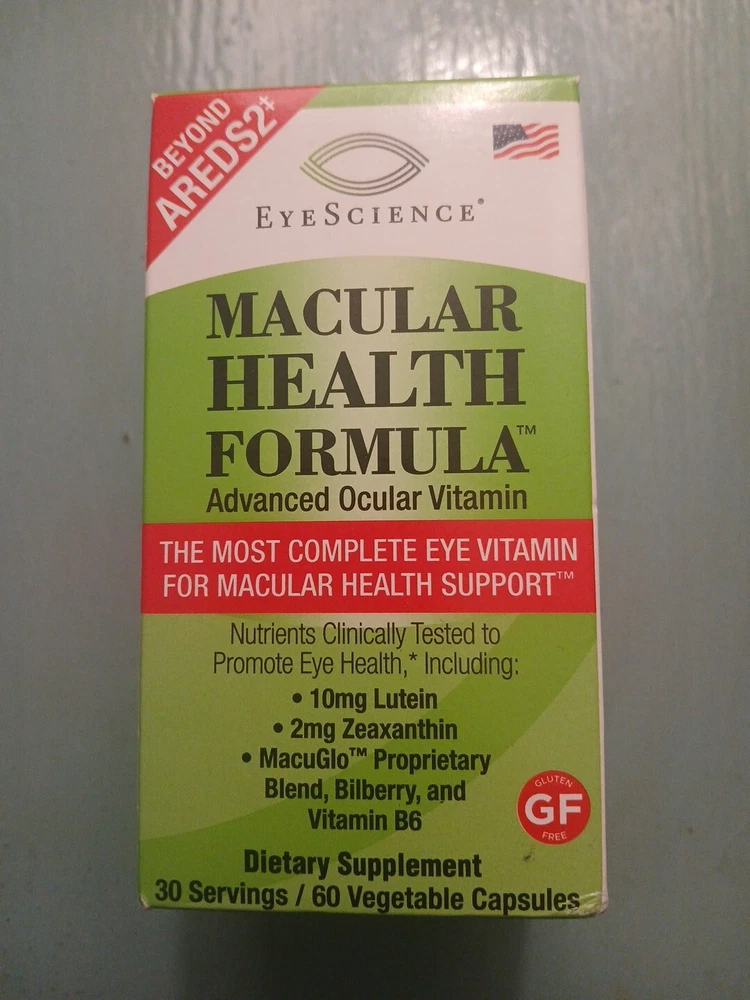 BEYOND
AREDS2‡
EYESCIENCE®
MACULAR
HEALTH
FORMULA™
Advanced Ocular Vitamin
THE MOST COMPLETE EYE VITAMIN
FOR MACULAR HEALTH SUPPORT™
Nutrients Clinically Tested to
Promote Eye Health,* Including:
• 10mg Lutein
• 2mg Zeaxanthin
• MacuGlo™ Proprietary
Blend, Bilberry, and
Vitamin B6
GLUTEN
GF
FREE
Dietary Supplement
30 Servings / 60 Vegetable Capsules